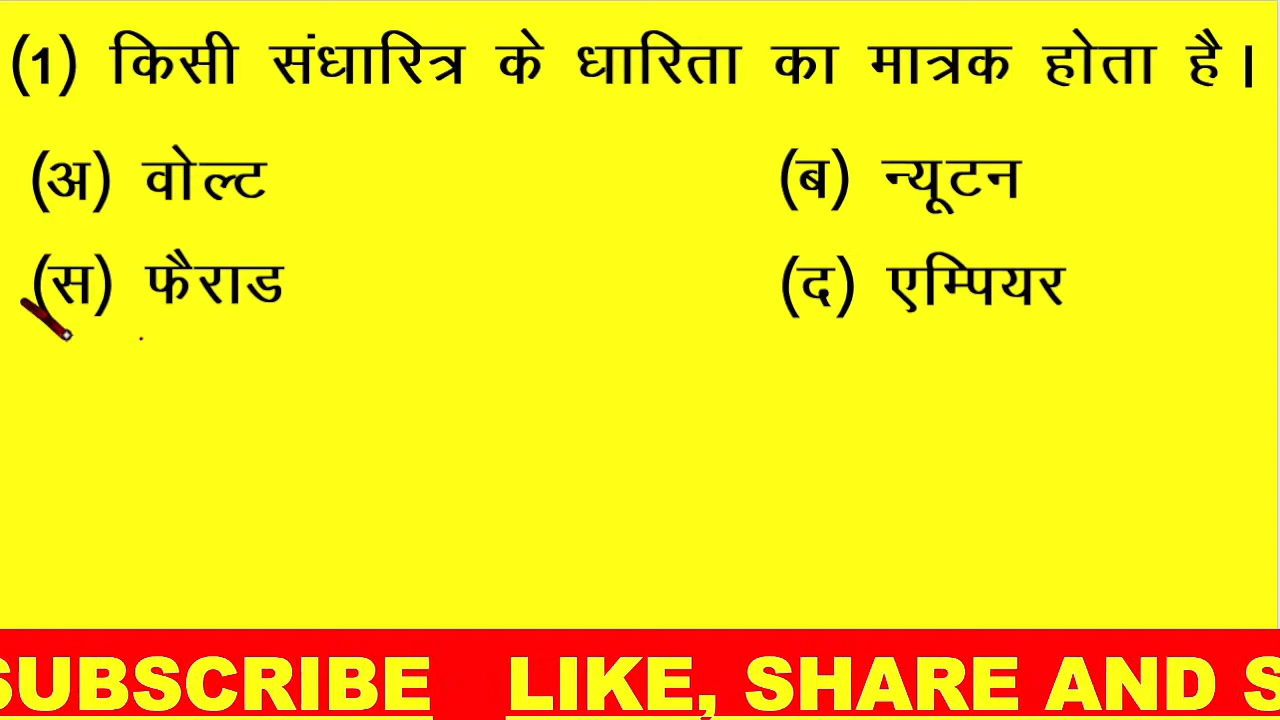 (1) किसी संधारित्र के धारिता का मात्रक होता है।
(अ) वोल्ट (ब) न्यूटन
(स) फैराड (द) एम्पियर
SUBSCRIBE LIKE, SHARE AND S